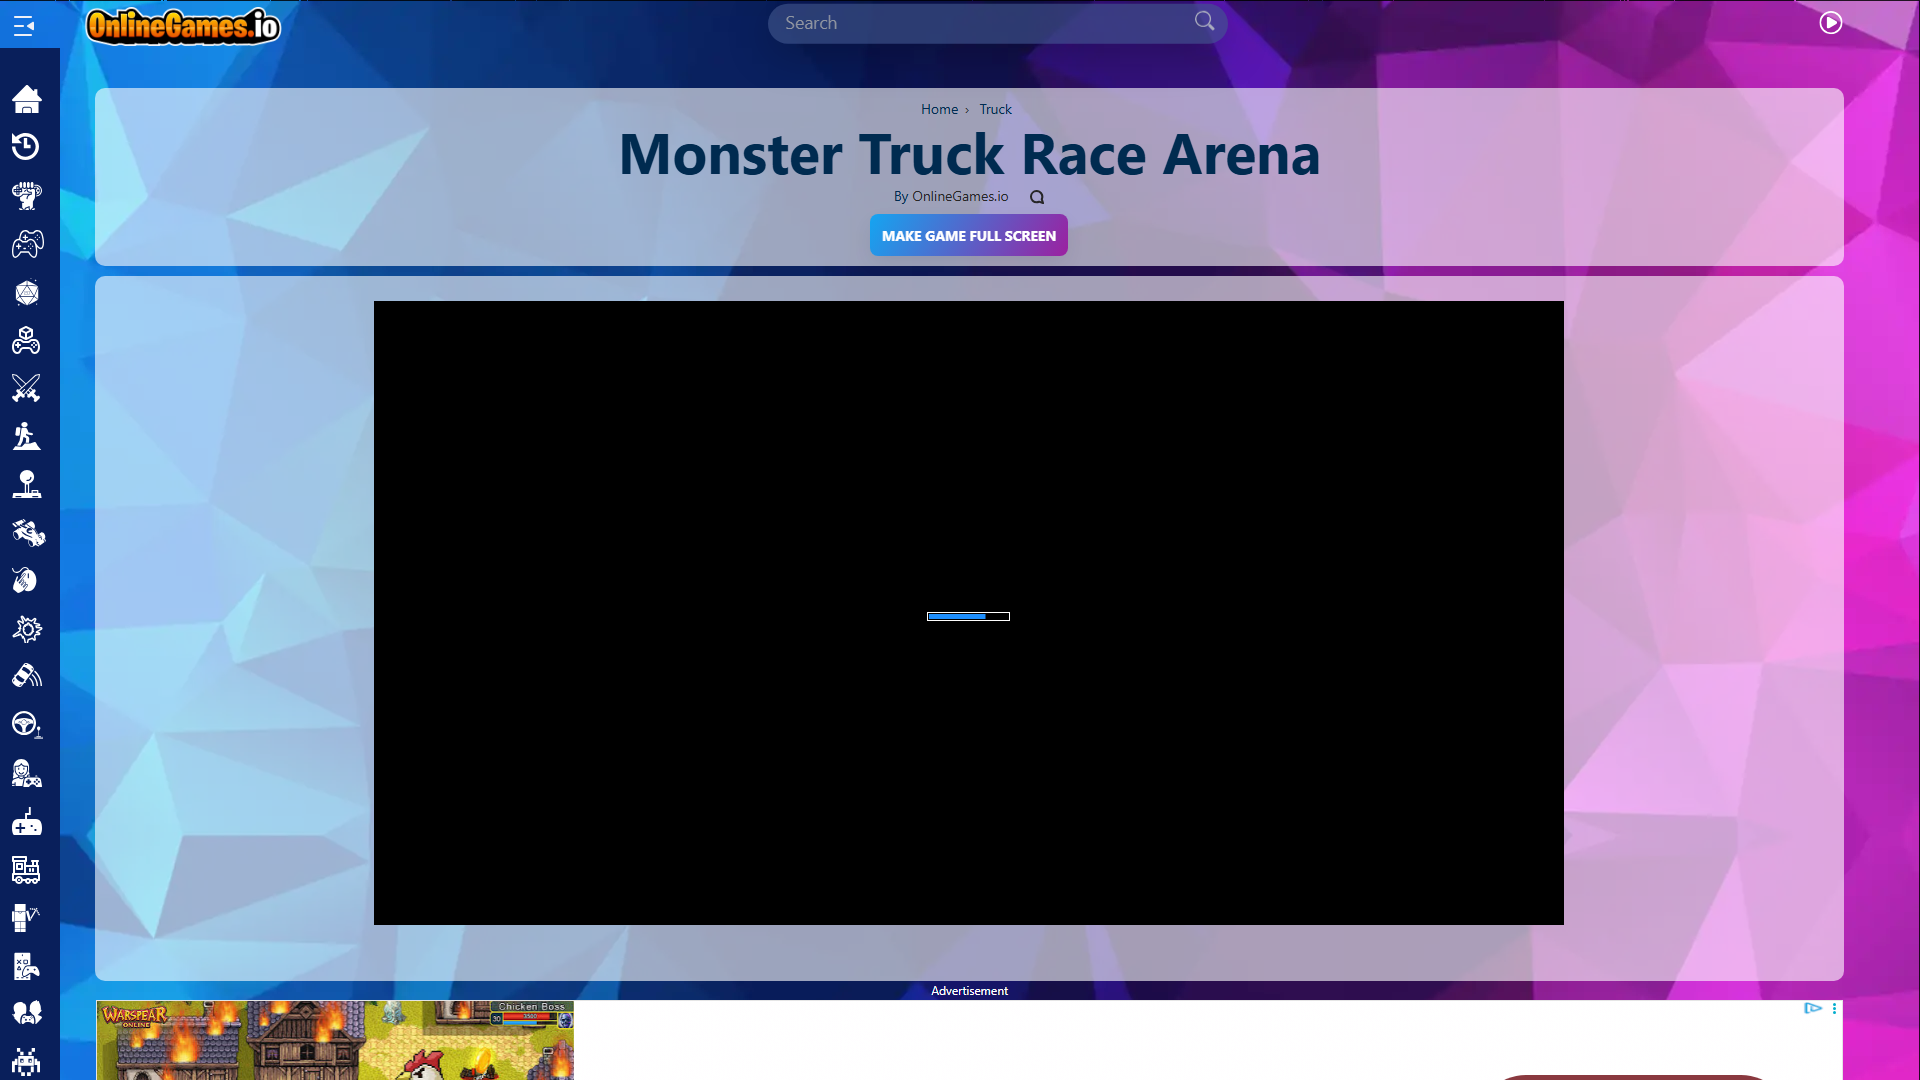 OnlineGames.io
Search
Home › Truck
Monster Truck Race Arena
By OnlineGames.io
MAKE GAME FULL SCREEN
Advertisement
WARSPEAR
ONLINE
Chicken Boss
30